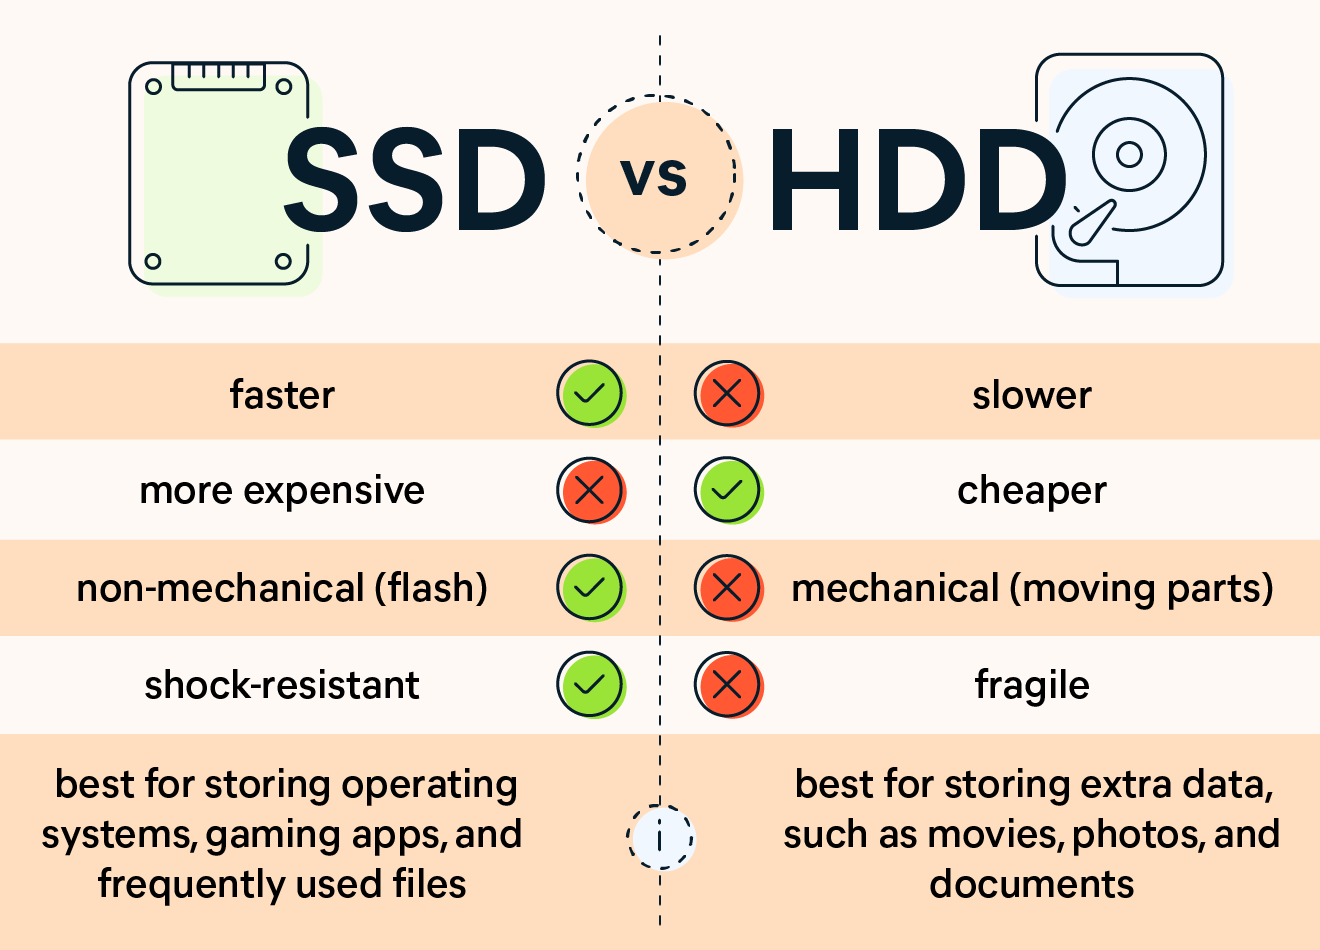 SSD vs HDD
faster slower
more expensive cheaper
non-mechanical (flash) mechanical (moving parts)
shock-resistant fragile
best for storing operating
systems, gaming apps, and
frequently used files
best for storing extra data,
such as movies, photos, and
documents